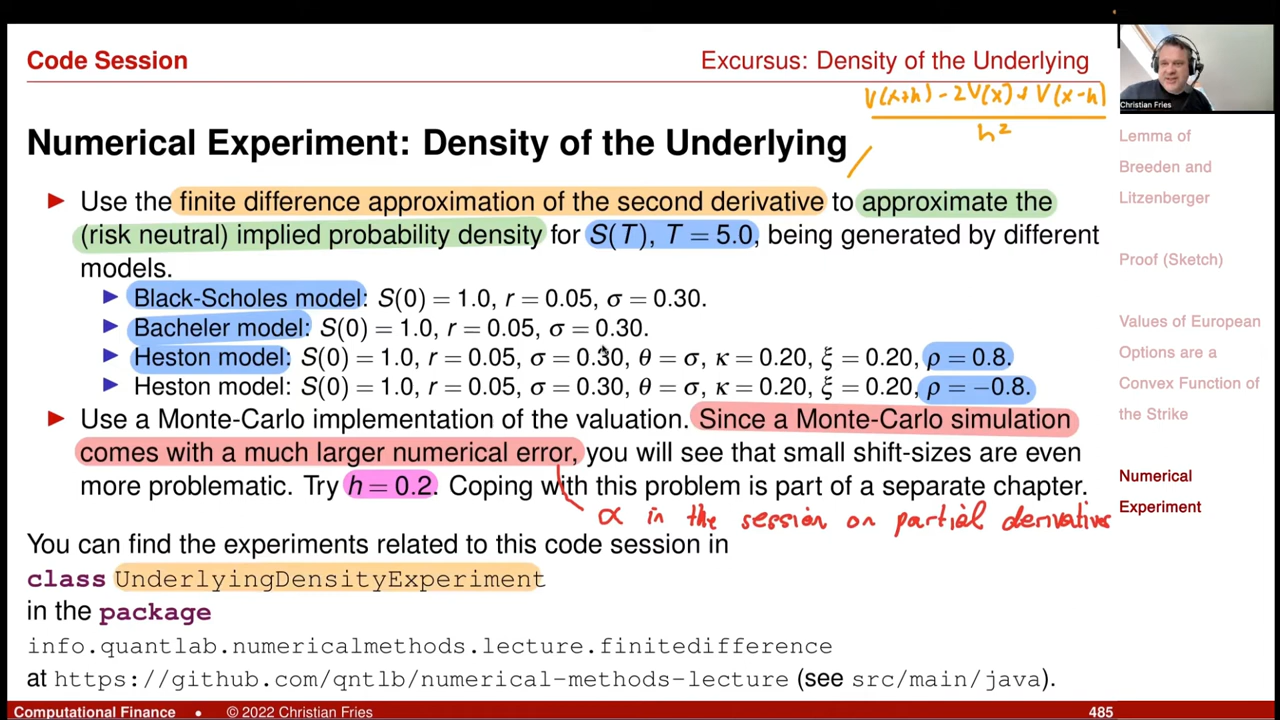 Code Session
Excursus: Density of the Underlying
V(x+h) - 2V(x) + V(x-h)
h²
Christian Fries
Numerical Experiment: Density of the Underlying
► Use the finite difference approximation of the second derivative to approximate the
(risk neutral) implied probability density for S(T), T = 5.0, being generated by different
models.
► Black-Scholes model: S(0) = 1.0, r = 0.05, σ = 0.30.
► Bacheler model: S(0) = 1.0, r = 0.05, σ = 0.30.
► Heston model: S(0) = 1.0, r = 0.05, σ = 0.30, θ = σ, κ = 0.20, ξ = 0.20, ρ = 0.8.
► Heston model: S(0) = 1.0, r = 0.05, σ = 0.30, θ = σ, κ = 0.20, ξ = 0.20, ρ = −0.8.
► Use a Monte-Carlo implementation of the valuation. Since a Monte-Carlo simulation
comes with a much larger numerical error, you will see that small shift-sizes are even
more problematic. Try h = 0.2. Coping with this problem is part of a separate chapter.
α in the session on partial derivatives
You can find the experiments related to this code session in
class UnderlyingDensityExperiment
in the package
info.quantlab.numericalmethods.lecture.finitedifference
at https://github.com/qntlb/numerical-methods-lecture (see src/main/java).
Lemma of
Breeden and
Litzenberger
Proof (Sketch)
Values of European
Options are a
Convex Function of
the Strike
Numerical
Experiment
Computational Finance • © 2022 Christian Fries
485